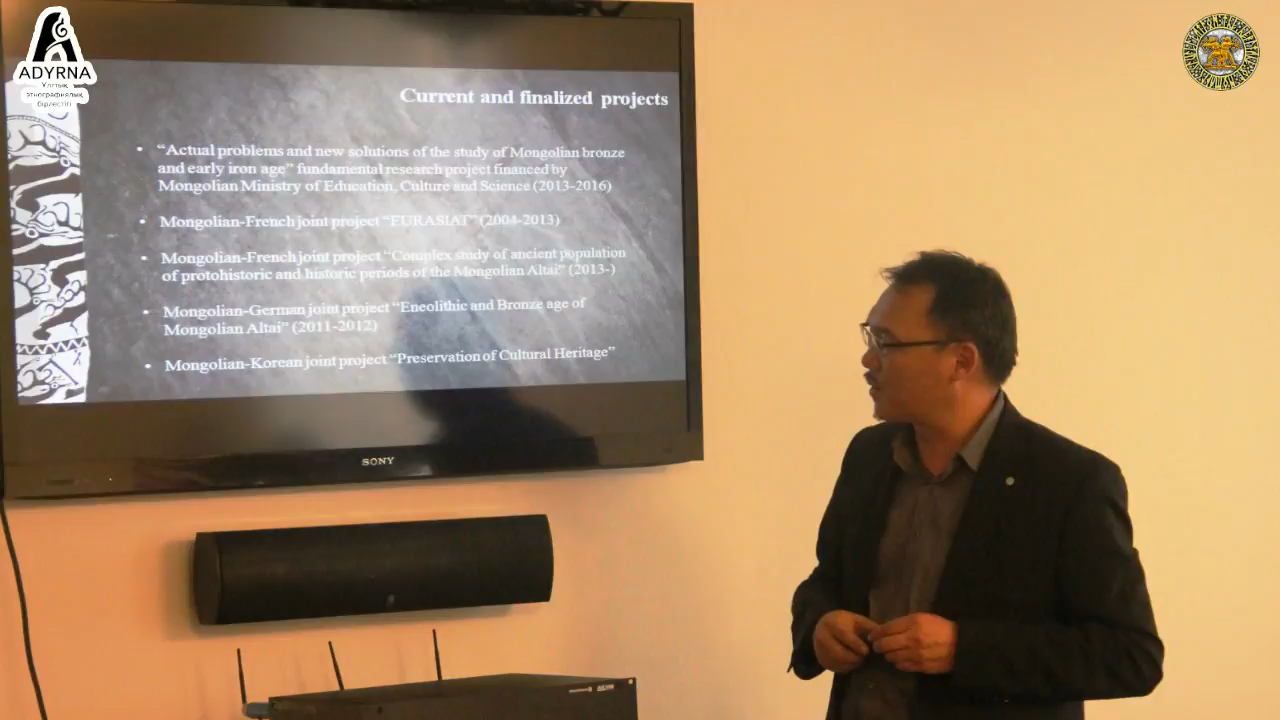 ADYRNA
Ұлттық
этнографиялық
бірлестігі
Current and finalized projects
• “Actual problems and new solutions of the study of Mongolian bronze
and early iron age” fundamental research project financed by
Mongolian Ministry of Education, Culture and Science (2013-2016)
• Mongolian-French joint project “EURASIAT” (2004-2013)
• Mongolian-French joint project “Complex study of ancient population
of protohistoric and historic periods of the Mongolian Altai” (2013-)
• Mongolian-German joint project “Eneolithic and Bronze age of
Mongolian Altai” (2011-2012)
• Mongolian-Korean joint project “Preservation of Cultural Heritage”
SONY